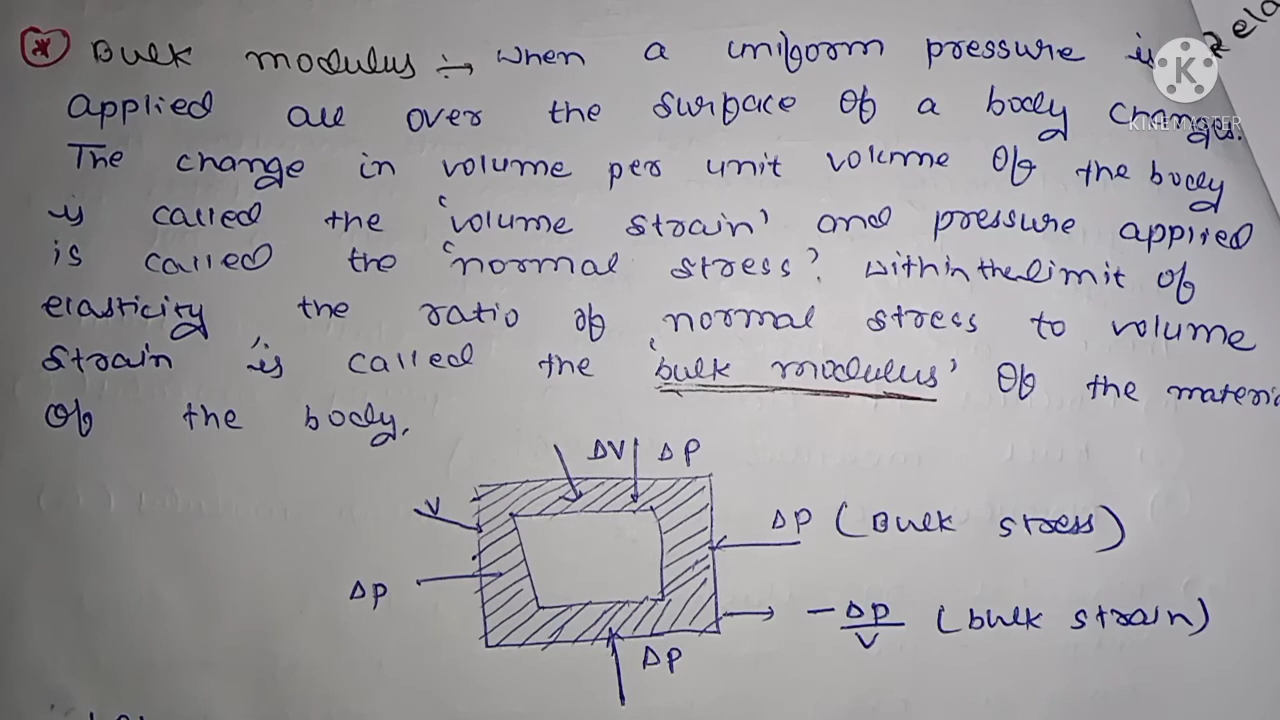 * Bulk modulus :→ when a uniform pressure is
applied all over the surface of a body changes.
The change in volume per unit volume of the body
is called the 'volume strain' and pressure applied
is called the 'normal stress'. within the limit of
elasticity the ratio of normal stress to volume
strain is called the 'bulk modulus' of the materi
of the body.
ΔV ΔP
V
ΔP (Bulk stress)
ΔP
-ΔP/V (bulk strain)
ΔP
Rela
K
KINEMASTER